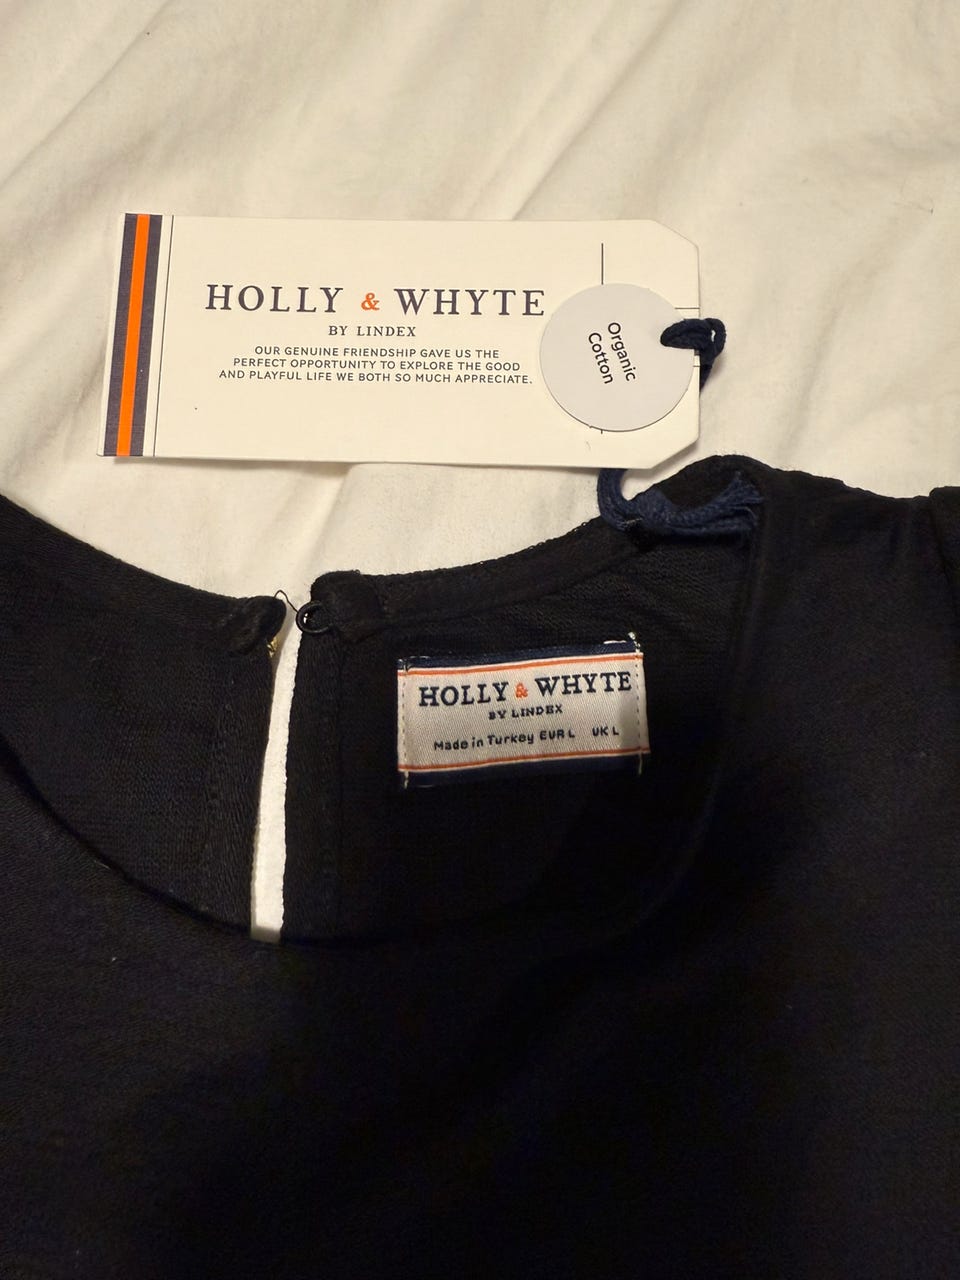 HOLLY & WHYTE
BY LINDEX
OUR GENUINE FRIENDSHIP GAVE US THE
PERFECT OPPORTUNITY TO EXPLORE THE GOOD
AND PLAYFUL LIFE WE BOTH SO MUCH APPRECIATE.
Organic
Cotton
HOLLY & WHYTE
BY LINDEX
Made in Turkey EUR L UK L